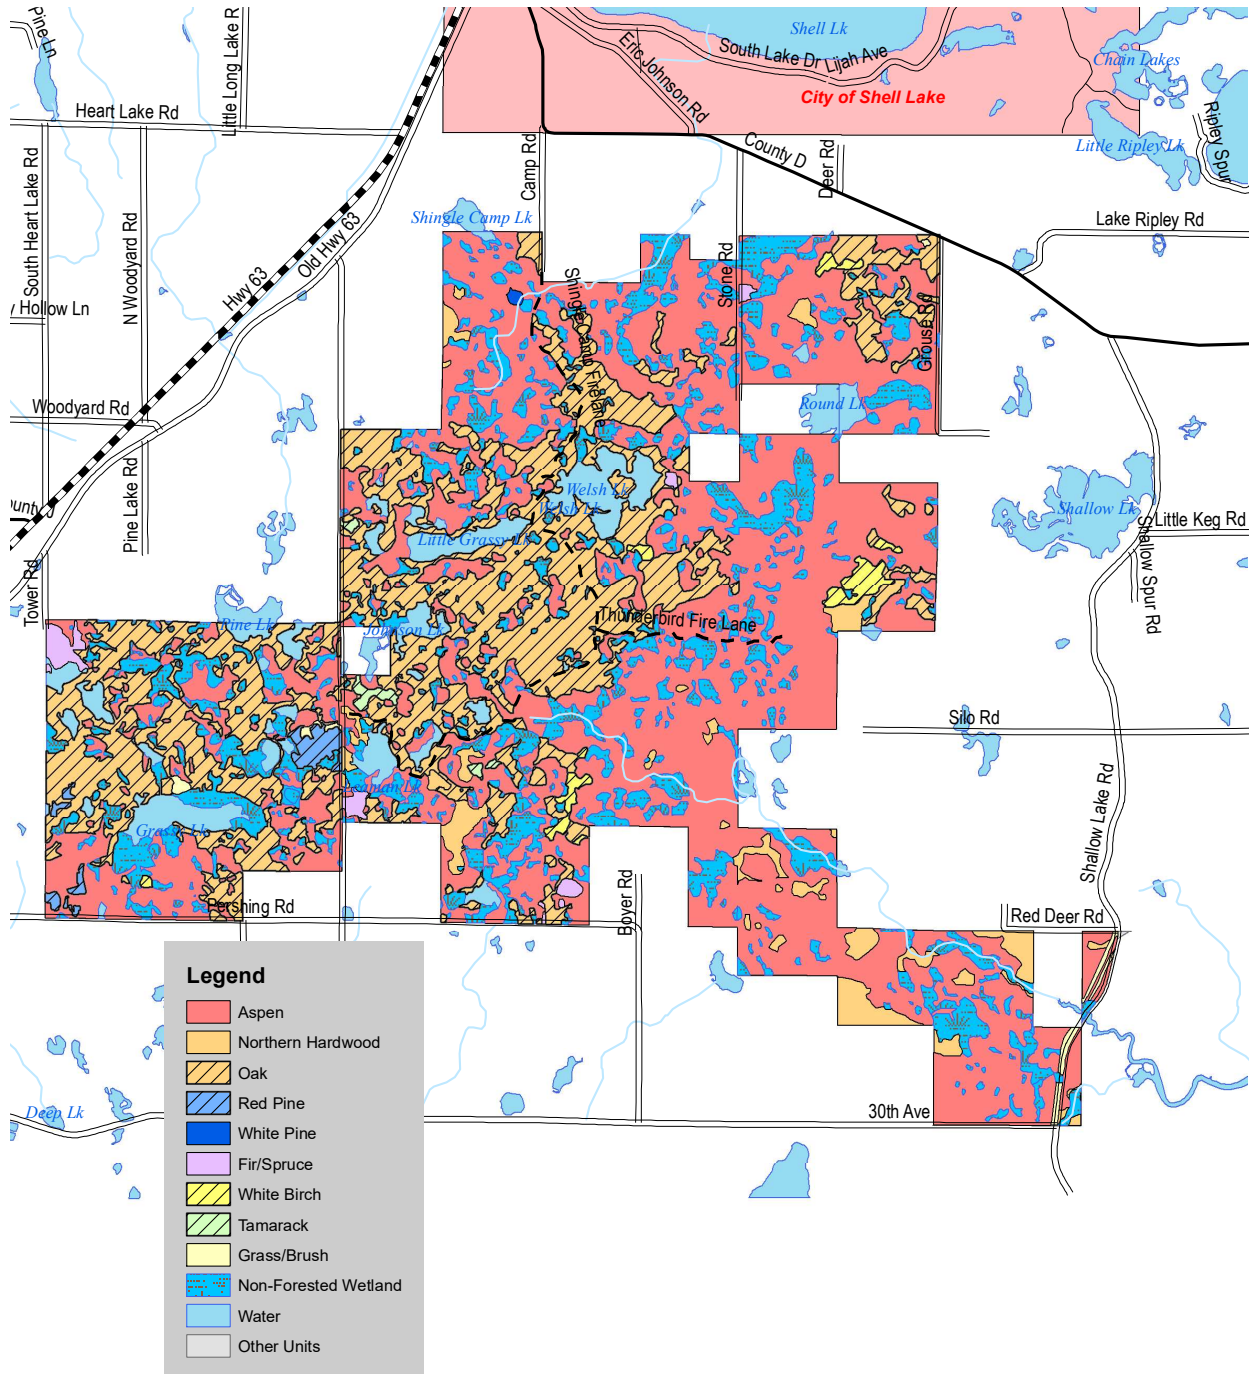 Pine Ln
Little Long Lake R
Shell Lk
South Lake Dr
Lijah Ave
Eric Johnson Rd
Chain Lakes
City of Shell Lake
Heart Lake Rd
Ripley Spur
Camp Rd
County D
Deer Rd
Little Ripley Lk
South Heart Lake Rd
N Woodyard Rd
Shingle Camp Lk
Lake Ripley Rd
Old Hwy 63
Hwy 63
Stone Rd
Shingle Camp Fire lane
y Hollow Ln
Grouse Rd
Woodyard Rd
Round Lk
Pine Lake Rd
Welsh Lk
Welsh Lk
ounty
Shallow Lk
Little Keg Rd
Little Grassy Lk
Shallow Spur Rd
Tower Rd
Pine Lk
Johnson Lk
Thunderbird Fire Lane
Silo Rd
Grassy Lk
Shallow Lake Rd
Pershing Rd
Boyer Rd
Red Deer Rd
Deep Lk
30th Ave
Legend
Aspen
Northern Hardwood
Oak
Red Pine
White Pine
Fir/Spruce
White Birch
Tamarack
Grass/Brush
Non-Forested Wetland
Water
Other Units